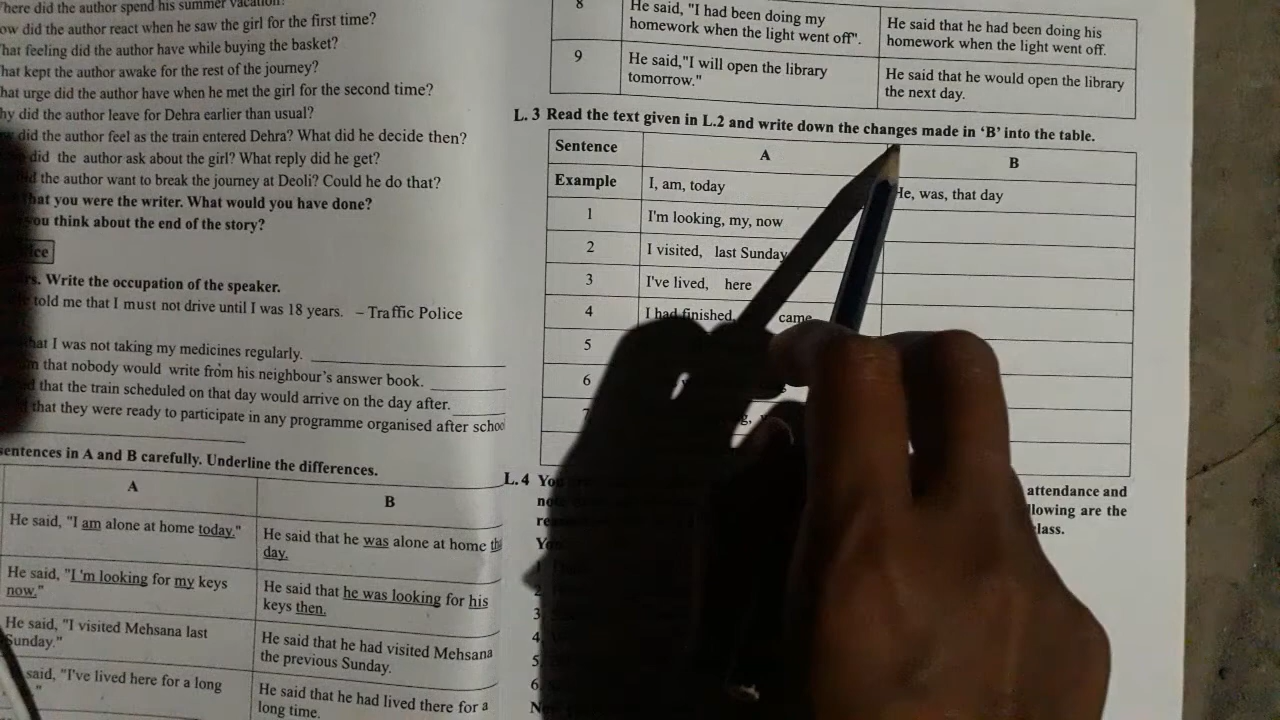 here did the author spend his summer vacation?
ow did the author react when he saw the girl for the first time?
hat feeling did the author have while buying the basket?
hat kept the author awake for the rest of the journey?
hat urge did the author have when he met the girl for the second time?
hy did the author leave for Dehra earlier than usual?
did the author feel as the train entered Dehra? What did he decide then?
did the author ask about the girl? What reply did he get?
did the author want to break the journey at Deoli? Could he do that?
that you were the writer. What would you have done?
you think about the end of the story?
rs. Write the occupation of the speaker.
told me that I must not drive until I was 18 years. – Traffic Police
hat I was not taking my medicines regularly.
that nobody would write from his neighbour's answer book.
d that the train scheduled on that day would arrive on the day after.
that they were ready to participate in any programme organised after schoo
sentences in A and B carefully. Underline the differences.
A
B
He said, "I am alone at home today."
He said that he was alone at home th
day.
He said, "I 'm looking for my keys
now."
He said that he was looking for his
keys then.
He said, "I visited Mehsana last
Sunday."
He said that he had visited Mehsana
the previous Sunday.
said, "I've lived here for a long
"
He said that he had lived there for a
long time.
8
He said, "I had been doing my
homework when the light went off".
He said that he had been doing his
homework when the light went off.
9
He said,"I will open the library
tomorrow."
He said that he would open the library
the next day.
L. 3 Read the text given in L.2 and write down the changes made in ‘B’ into the table.
Sentence
A
B
Example
I, am, today
He, was, that day
1
I'm looking, my, now
2
I visited, last Sunday
3
I've lived, here
4
I had finished, came
5
6
7
L. 4
attendance and
llowing are the
class.
1
2
3
4.
5.
6